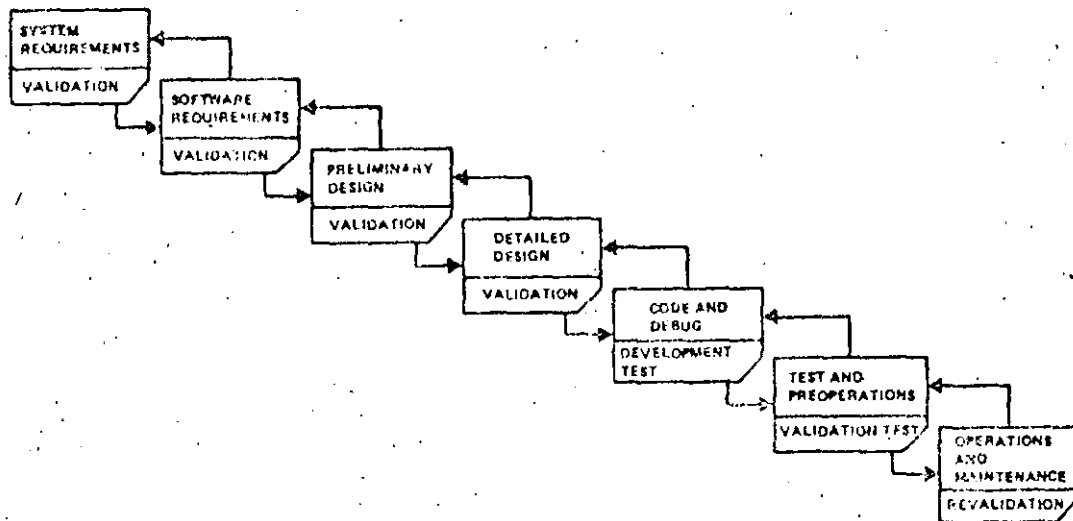 SYSTEM
REQUIREMENTS
VALIDATION
SOFTWARE
REQUIREMENTS
VALIDATION
PRELIMINARY
DESIGN
VALIDATION
DETAILED
DESIGN
VALIDATION
CODE AND
DEBUG
DEVELOPMENT
TEST
TEST AND
PREOPERATIONS
VALIDATION TEST
OPERATIONS
AND
MAINTENANCE
REVALIDATION